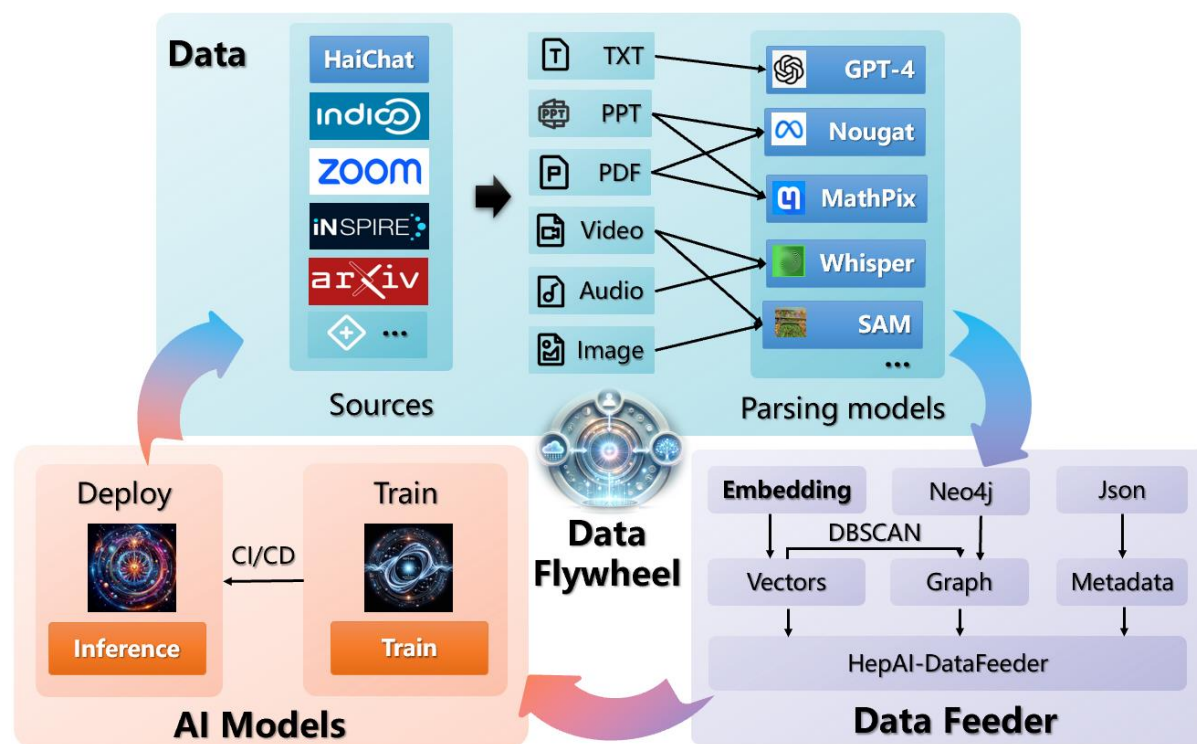 Data
HaiChat
indico
zoom
iNSPIRE
arXiv
...
Sources
TXT
PPT
PPT
PDF
Video
Audio
Image
GPT-4
Nougat
MathPix
Whisper
SAM
...
Parsing models
Data
Flywheel
Embedding
Neo4j
Json
DBSCAN
Vectors
Graph
Metadata
HepAI-DataFeeder
Data Feeder
Deploy
Train
CI/CD
Inference
Train
AI Models